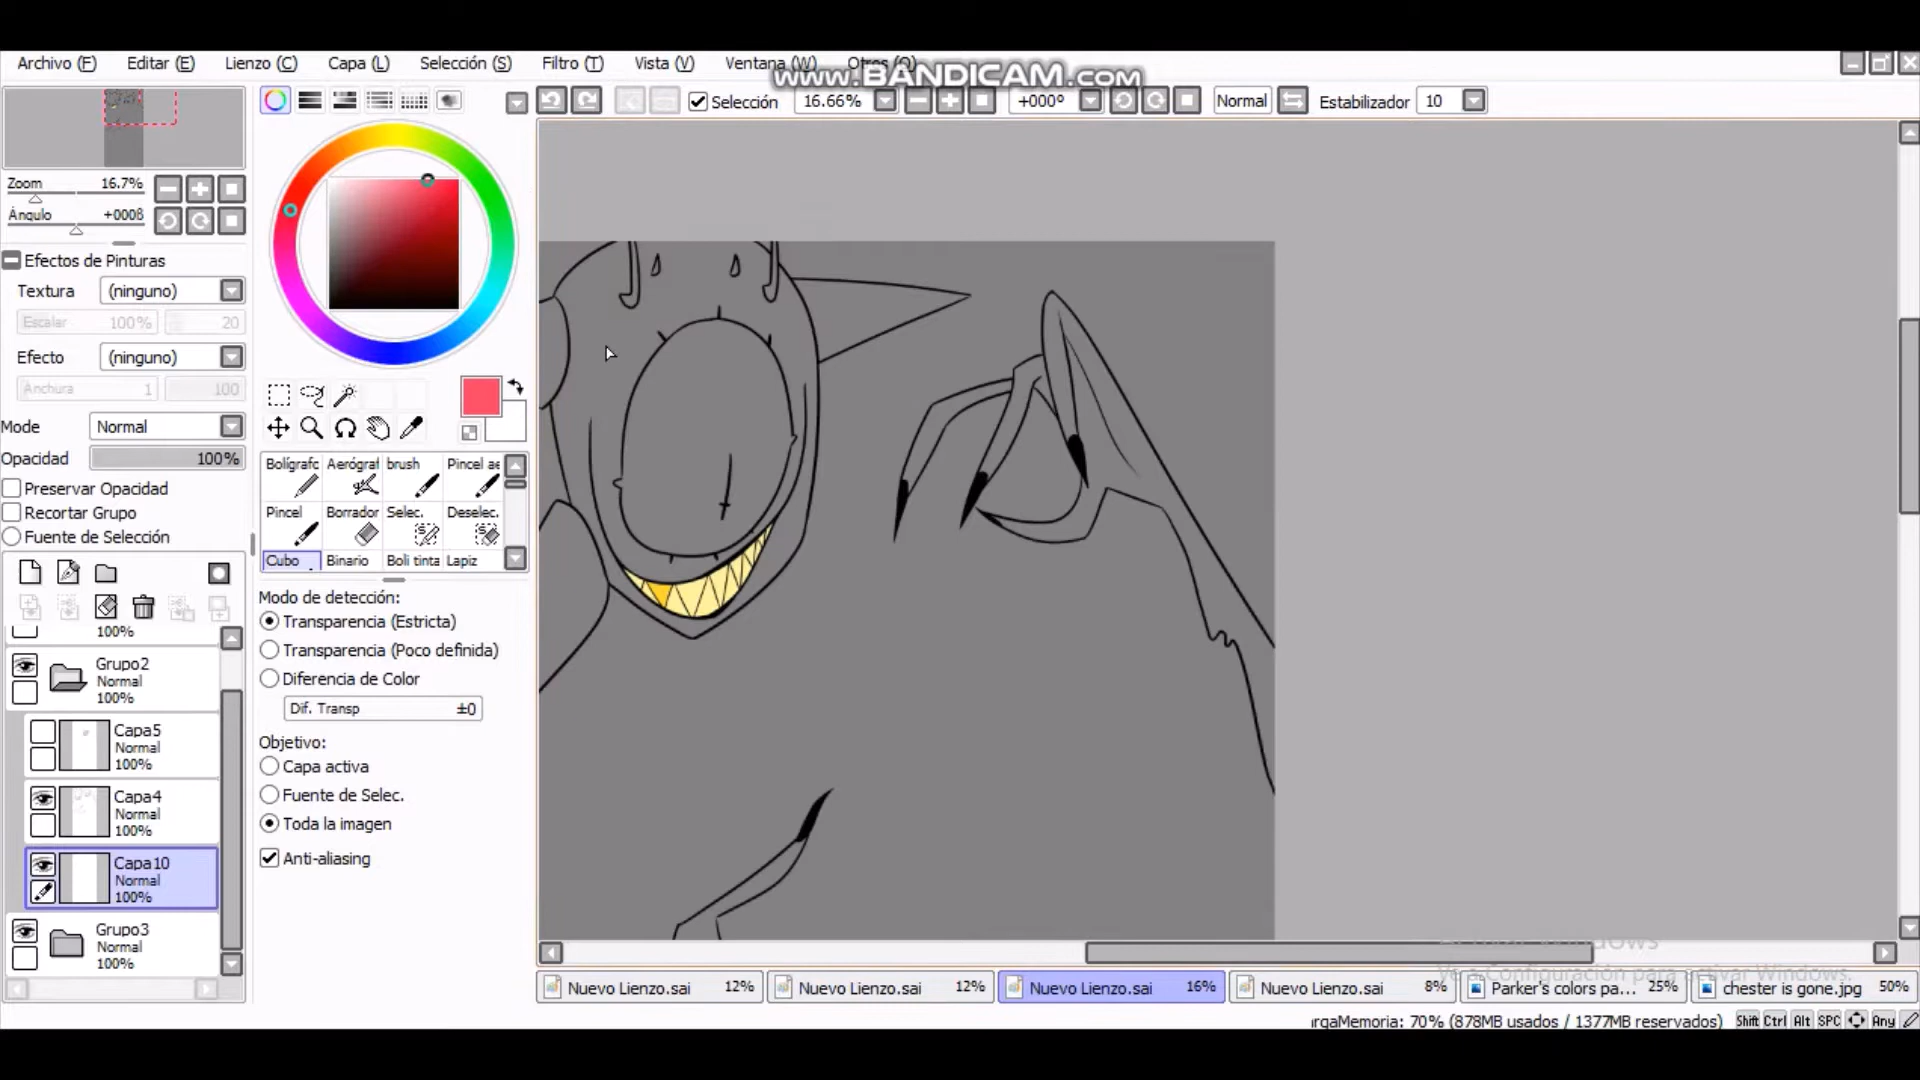 Archivo (F) Editar (E) Lienzo (C) Capa (L) Selección (S) Filtro (T) Vista (V) Ventana (W) Otros (O)
www.BANDICAM.com
Selección 16.66% +000º Normal Estabilizador 10
Zoom 16.7%
Ángulo +000ß
Efectos de Pinturas
Textura (ninguno)
Escalar 100% 20
Efecto (ninguno)
Anchura 1 100
Mode Normal
Opacidad 100%
Preservar Opacidad
Recortar Grupo
Fuente de Selección
100%
Grupo2
Normal
100%
Capa5
Normal
100%
Capa4
Normal
100%
Capa10
Normal
100%
Grupo3
Normal
100%
Bolígrafc Aerógraf brush Pincel ae
Pincel Borrador Selec. Deselec.
Cubo Binario Boli tinta Lapiz
Modo de detección:
Transparencia (Estricta)
Transparencia (Poco definida)
Diferencia de Color
Dif. Transp ±0
Objetivo:
Capa activa
Fuente de Selec.
Toda la imagen
Anti-aliasing
Ve a Configuración para activar Windows.
Nuevo Lienzo.sai 12% Nuevo Lienzo.sai 12% Nuevo Lienzo.sai 16% Nuevo Lienzo.sai 8% Parker's colors pa... 25% chester is gone.jpg 50%
ırgaMemoria: 70% (878MB usados / 1377MB reservados) Shift Ctrl Alt SPC Any